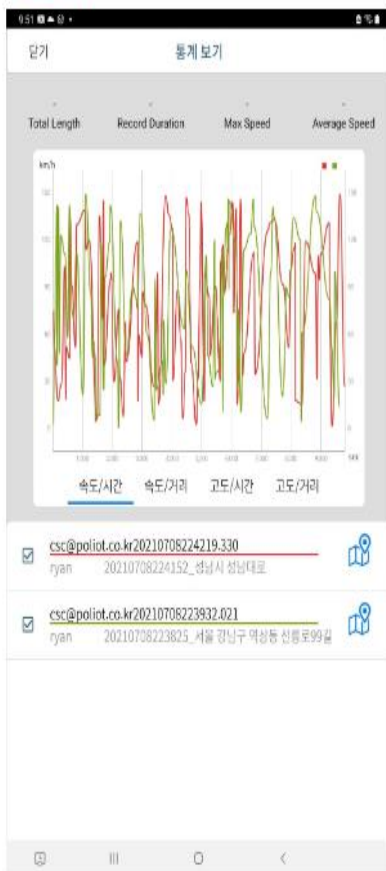 9:51
닫기 통계 보기
Total Length Record Duration Max Speed Average Speed
km/h
속도/시간 속도/거리 고도/시간 고도/거리
csc@poliot.co.kr20210708224219.330
ryan 20210708224152_성남시 성남대로
csc@poliot.co.kr20210708223932.021
ryan 20210708223825_서울 강남구 역삼동 선릉로99길